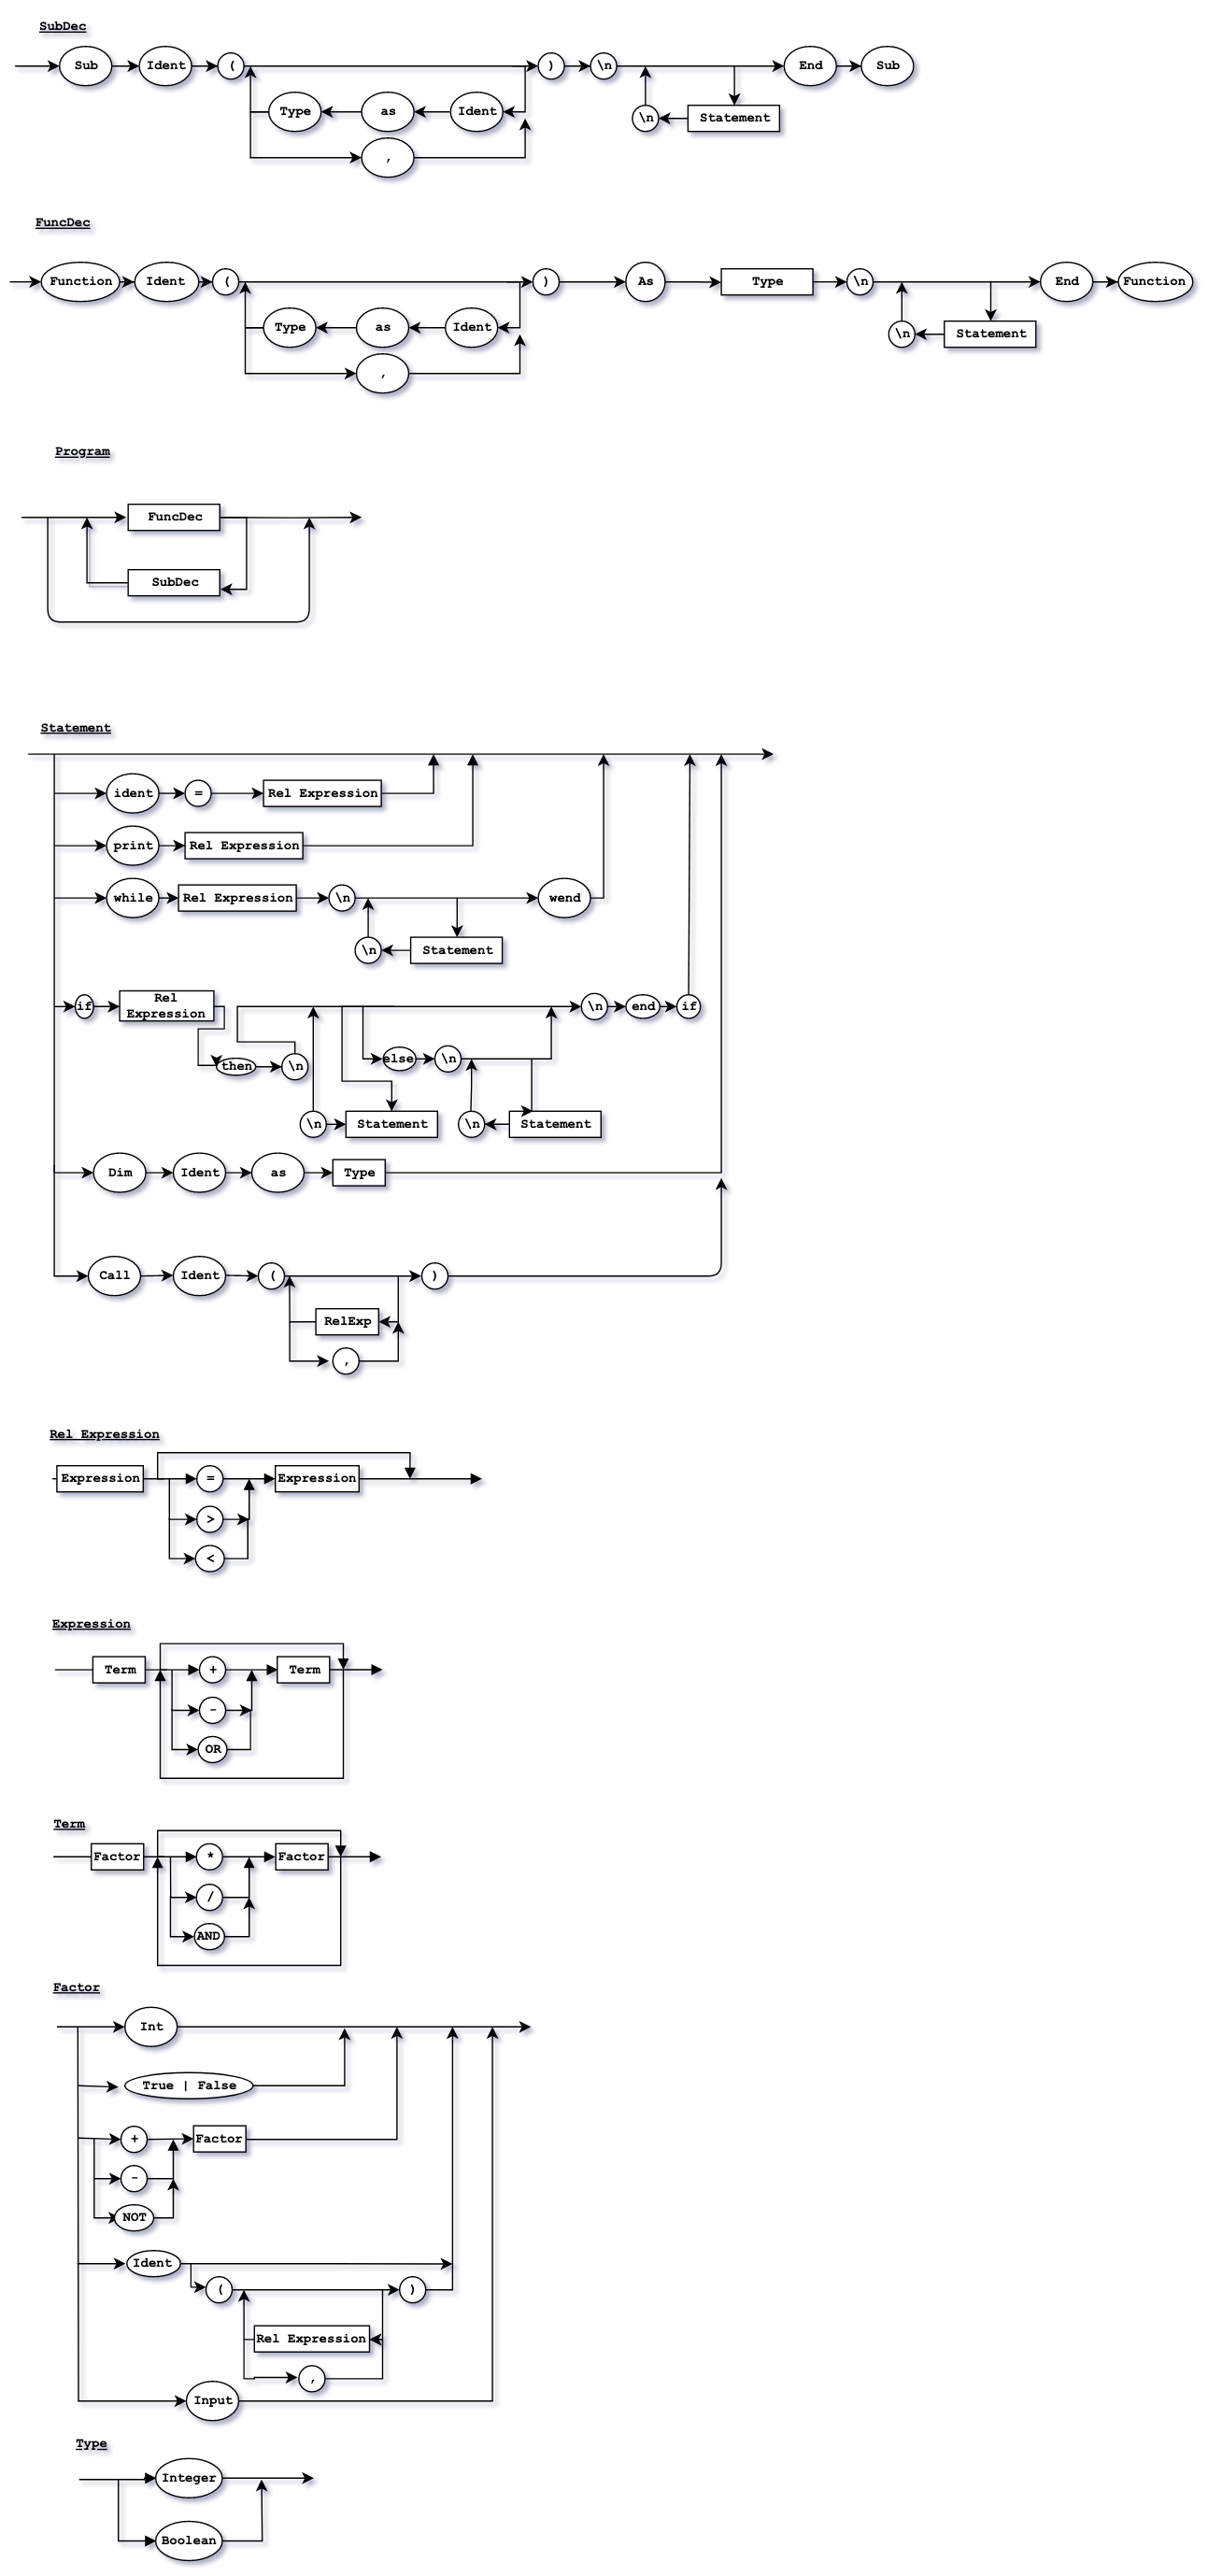 SubDec
Sub Ident ( ) \n End Sub
Type as Ident \n Statement
,
FuncDec
Function Ident ( ) As Type \n End Function
Type as Ident \n Statement
,
Program
FuncDec
SubDec
Statement
ident = Rel Expression
print Rel Expression
while Rel Expression \n wend
\n Statement
if Rel Expression \n end if
then \n else \n
\n Statement \n Statement
Dim Ident as Type
Call Ident ( )
RelExp
,
Rel Expression
Expression = Expression
>
<
Expression
Term + Term
-
OR
Term
Factor * Factor
/
AND
Factor
Int
True | False
+ Factor
-
NOT
Ident
( )
Rel Expression
,
Input
Type
Integer
Boolean